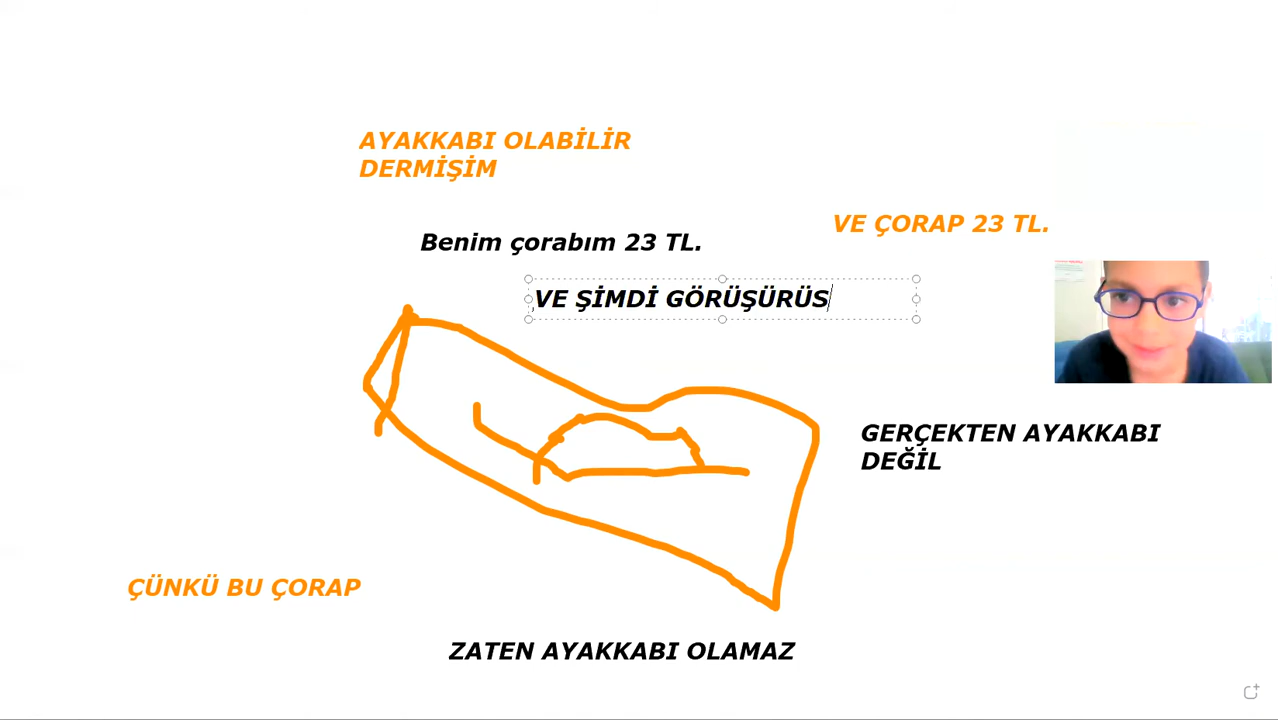 AYAKKABI OLABİLİR
DERMİŞİM
VE ÇORAP 23 TL.
Benim çorabım 23 TL.
VE ŞİMDİ GÖRÜŞÜRÜS
GERÇEKTEN AYAKKABI
DEĞİL
ÇÜNKÜ BU ÇORAP
ZATEN AYAKKABI OLAMAZ